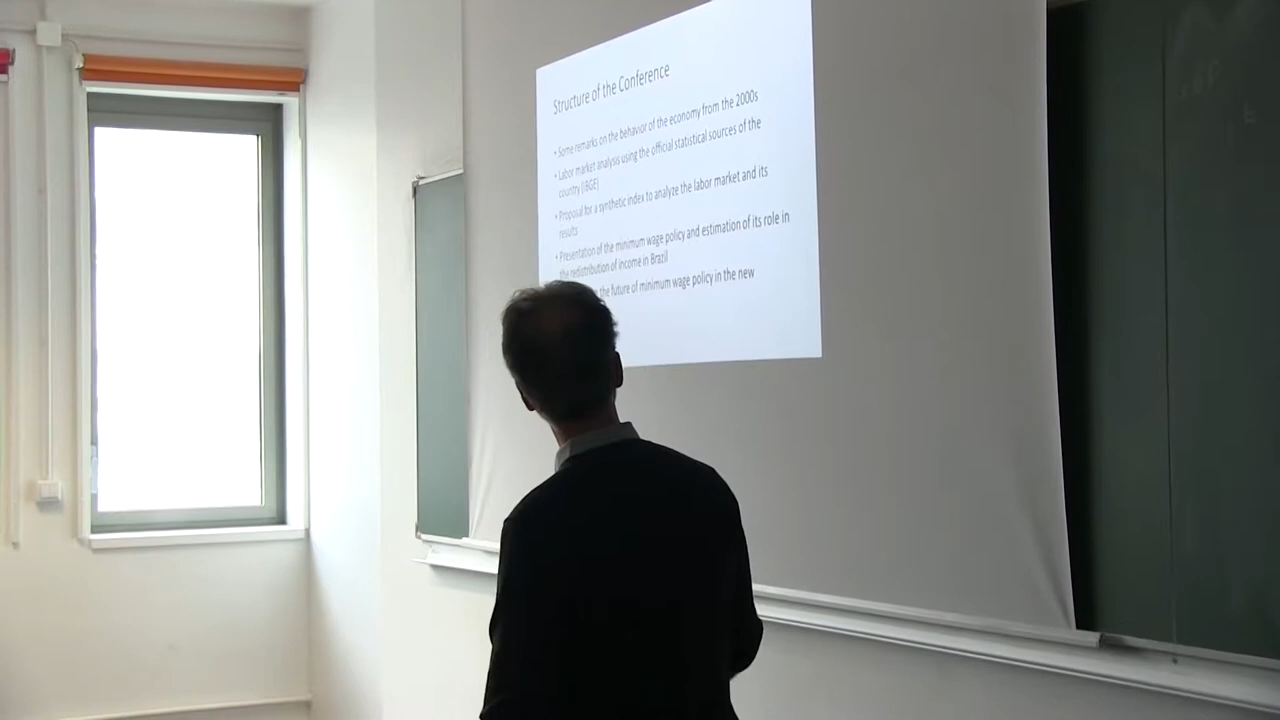 Structure of the Conference
• Some remarks on the behavior of the economy from the 2000s
• Labor market analysis using the official statistical sources of the
country (IBGE)
• Proposal for a synthetic index to analyze the labor market and its
results
• Presentation of the minimum wage policy and estimation of its role in
the redistribution of income in Brazil
the future of minimum wage policy in the new